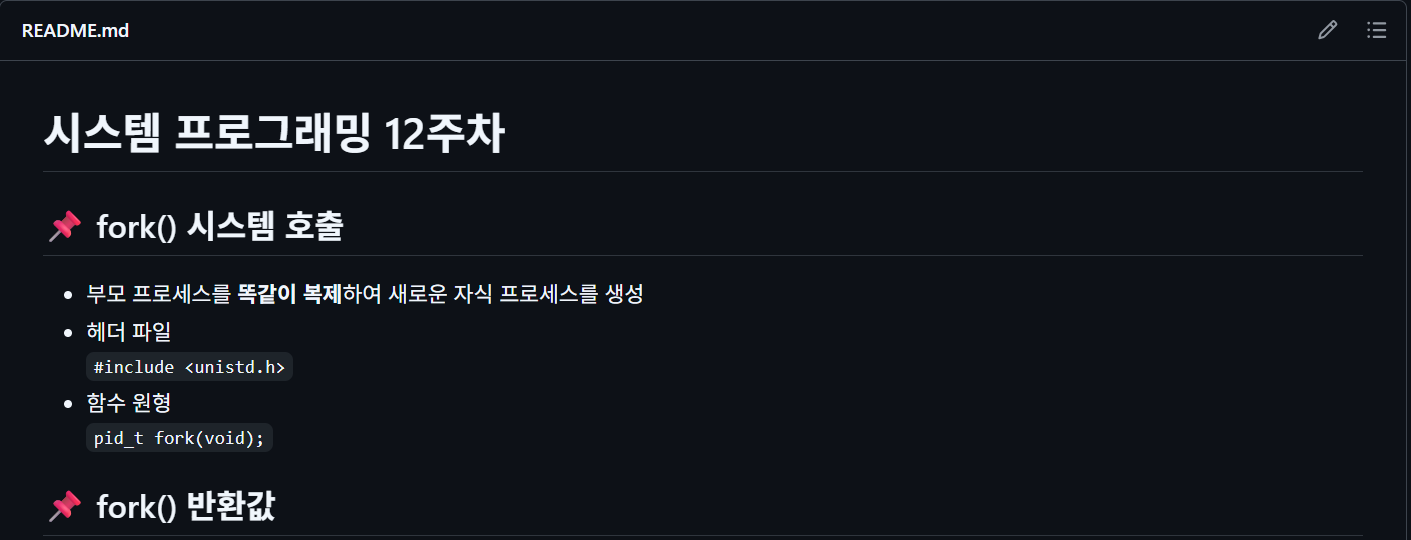 README.md
시스템 프로그래밍 12주차
📌 fork() 시스템 호출
부모 프로세스를 똑같이 복제하여 새로운 자식 프로세스를 생성
헤더 파일
#include <unistd.h>
함수 원형
pid_t fork(void);
📌 fork() 반환값